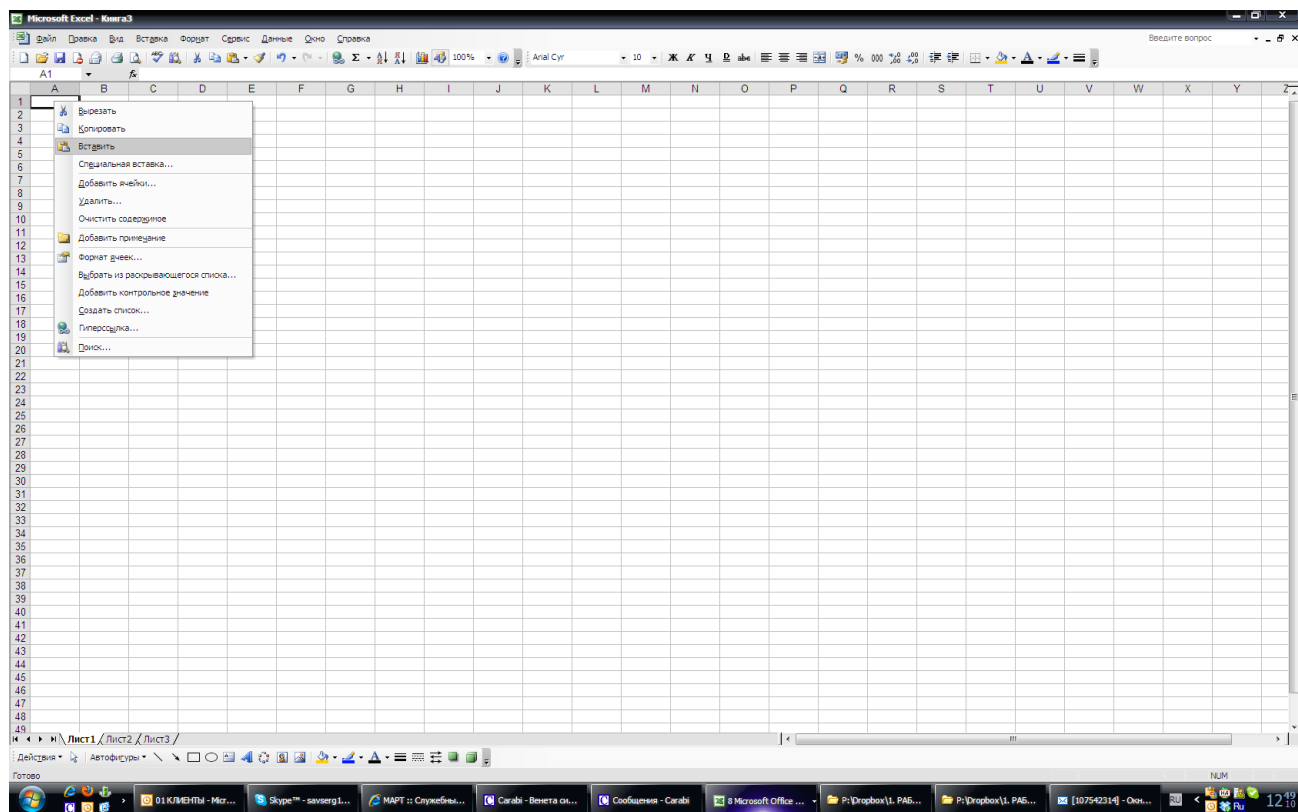 Microsoft Excel - Книга3
Файл Правка Вид Вставка Формат Сервис Данные Окно Справка Введите вопрос
100% Arial Cyr 10 Ж К Ч abc % 000
A1 fx
A B C D E F G H I J K L M N O P Q R S T U V W X Y Z
1
2 Вырезать
3 Копировать
4 Вставить
5
6 Специальная вставка...
7 Добавить ячейки...
8
9 Удалить...
10 Очистить содержимое
11 Добавить примечание
12
13 Формат ячеек...
14 Выбрать из раскрывающегося списка...
15
16 Добавить контрольное значение
17 Создать список...
18 Гиперссылка...
19
20 Поиск...
21
22
23
24
25
26
27
28
29
30
31
32
33
34
35
36
37
38
39
40
41
42
43
44
45
46
47
48
49
Лист1 Лист2 Лист3
Действия Автофигуры
Готово NUM
01 КЛИЕНТЫ - Micr... Skype™ - savserg1... МАРТ :: Служебны... Carabi - Венета си... Сообщения - Carabi 8 Microsoft Office ... P:\Dropbox\1. РАБ... P:\Dropbox\1. РАБ... [107542314] - Окн... RU Ru 12:49